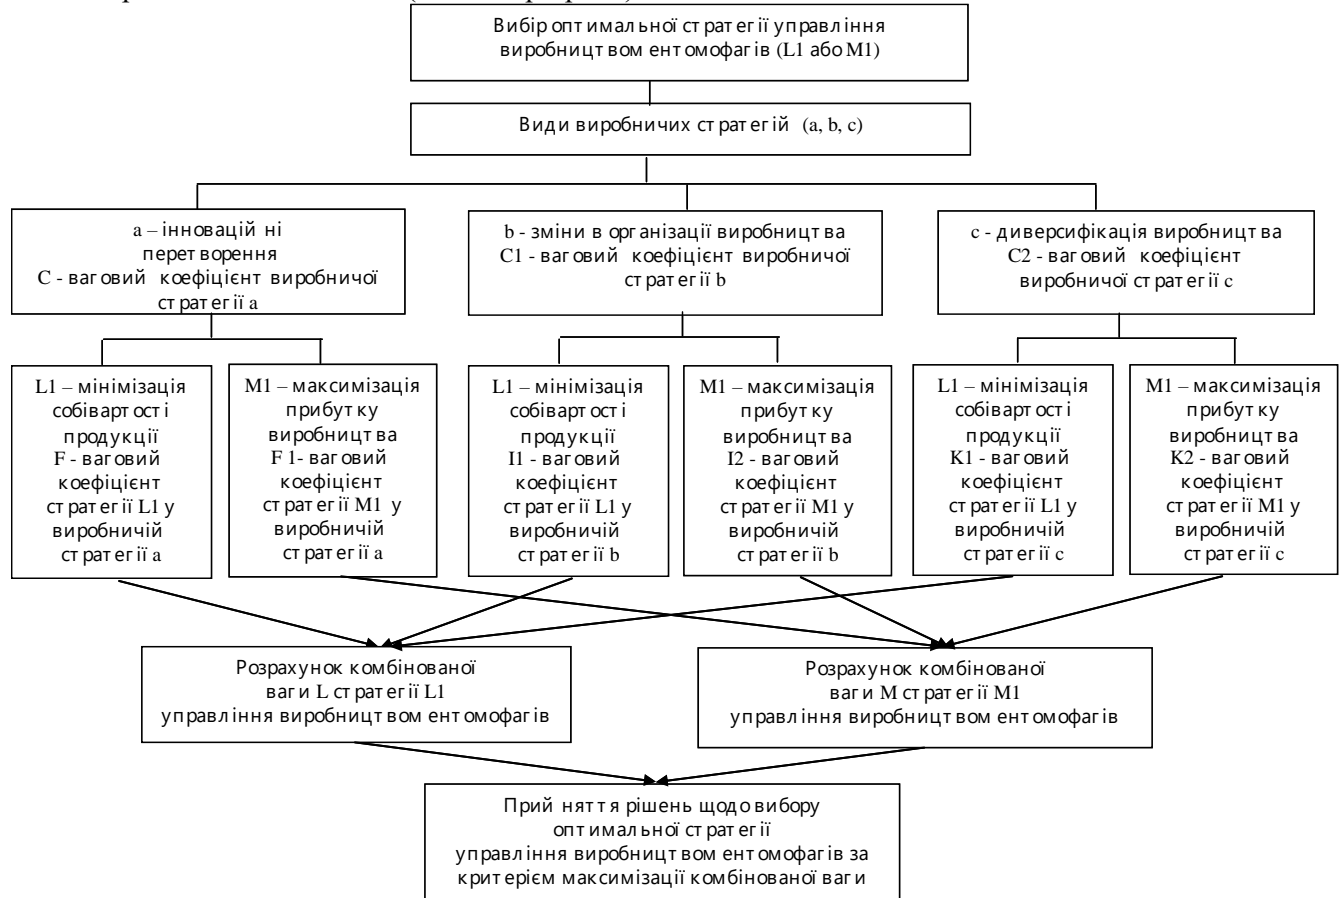 Вибір оптимальної стратегії управління
виробництвом ентомофагів (L1 або М1)
Види виробничих стратегій (a, b, c)
a – інноваційні
перетворення
C - ваговий коефіцієнт виробничої
стратегії a
b - зміни в організації виробництва
C1 - ваговий коефіцієнт виробничої
стратегії b
c - диверсифікація виробництва
C2 - ваговий коефіцієнт
виробничої стратегії c
L1 – мінімізація
собівартості
продукції
F - ваговий
коефіцієнт
стратегії L1 у
виробничій
стратегії a
M1 – максимізація
прибутку
виробництва
F 1- ваговий
коефіцієнт
стратегії M1 у
виробничій
стратегії a
L1 – мінімізація
собівартості
продукції
I1 - ваговий
коефіцієнт
стратегії L1 у
виробничій
стратегії b
M1 – максимізація
прибутку
виробництва
I2 - ваговий
коефіцієнт
стратегії M1 у
виробничій
стратегії b
L1 – мінімізація
собівартості
продукції
K1 - ваговий
коефіцієнт
стратегії L1 у
виробничій
стратегії c
M1 – максимізація
прибутку
виробництва
K2 - ваговий
коефіцієнт
стратегії M1 у
виробничій
стратегії c
Розрахунок комбінованої
ваги L стратегії L1
управління виробництвом ентомофагів
Розрахунок комбінованої
ваги M стратегії M1
управління виробництвом ентомофагів
Прийняття рішень щодо вибору
оптимальної стратегії
управління виробництвом ентомофагів за
критерієм максимізації комбінованої ваги